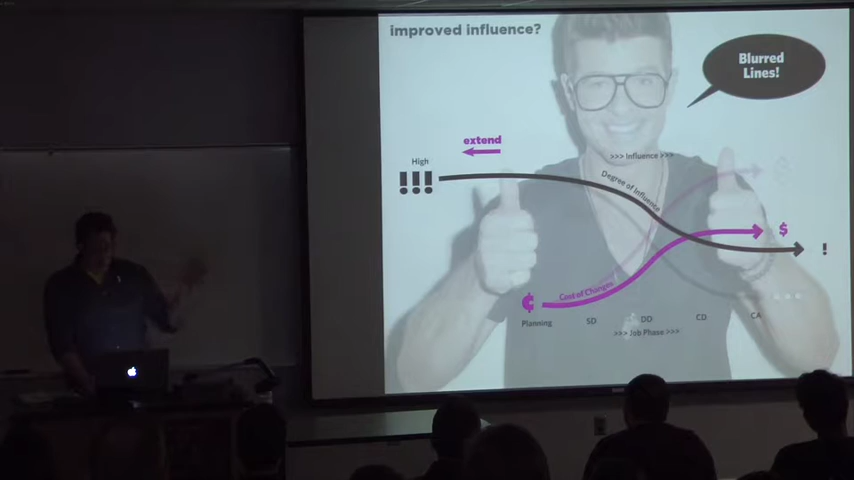 improved influence?
Blurred
Lines!
extend
High
>>> Influence >>>
!!!
Degree of Influence
$
!
¢
Cost of Changes
Planning
SD
DD
CD
CA
>>> Job Phase >>>